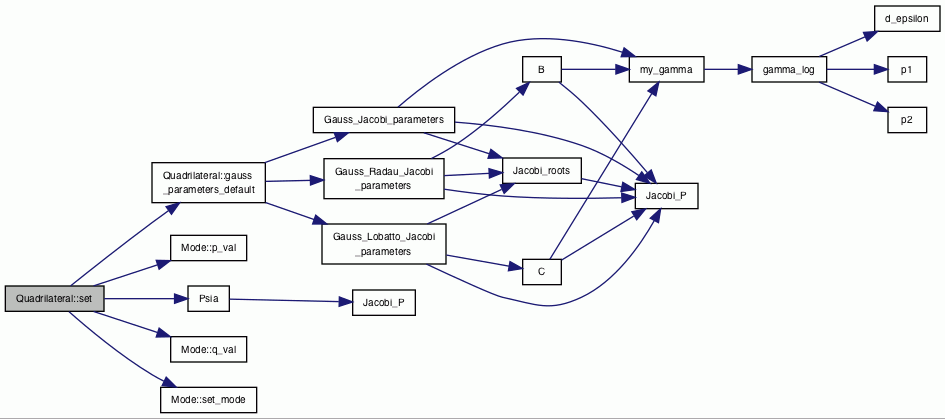 d_epsilon
B
my_gamma
gamma_log
p1
Gauss_Jacobi_parameters
p2
Quadrilateral::gauss
_parameters_default
Gauss_Radau_Jacobi
_parameters
Jacobi_roots
Jacobi_P
Gauss_Lobatto_Jacobi
_parameters
Mode::p_val
C
Quadrilateral::set
Psia
Jacobi_P
Mode::q_val
Mode::set_mode